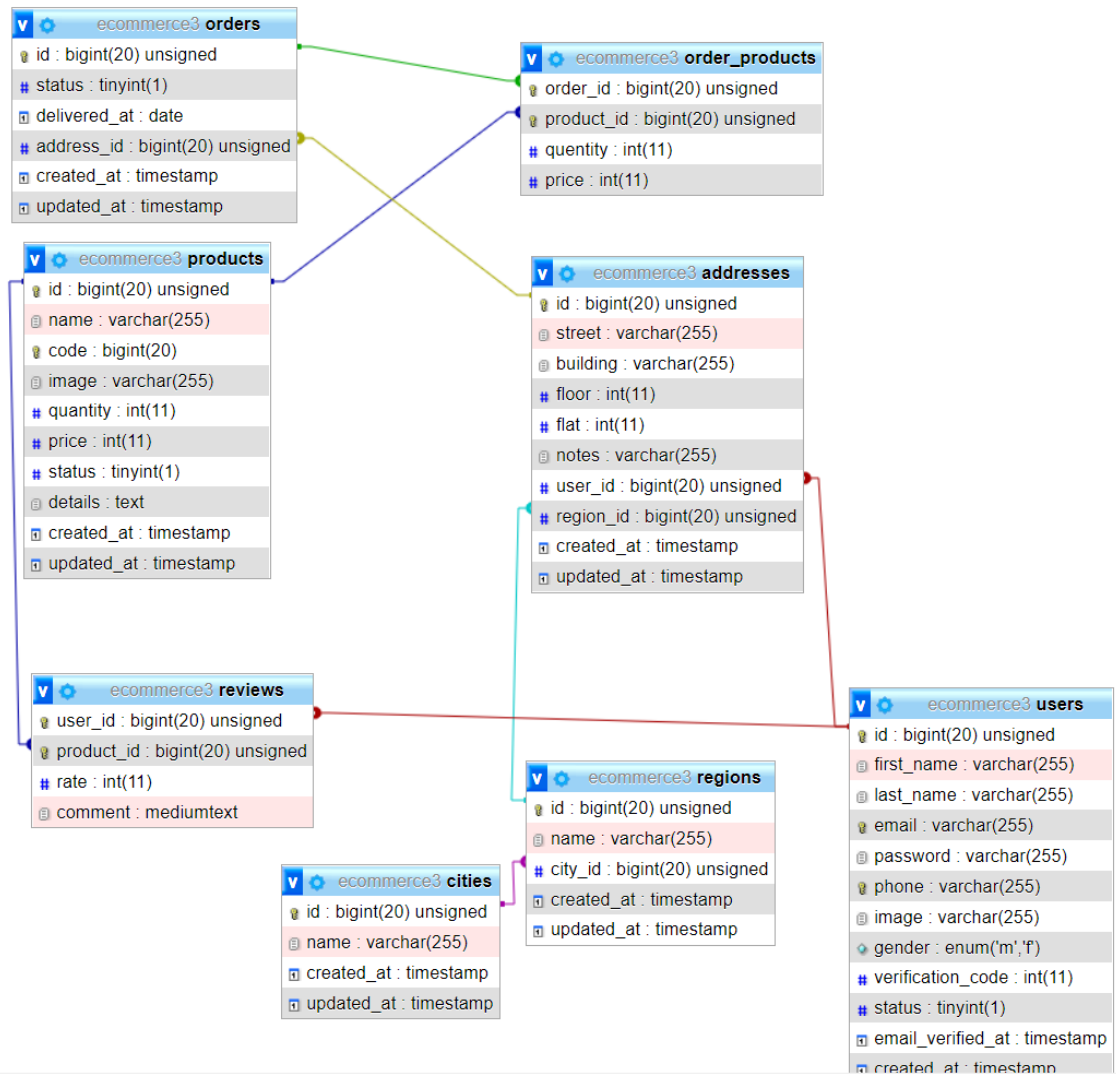 ecommerce3 orders
id : bigint(20) unsigned
status : tinyint(1)
delivered_at : date
address_id : bigint(20) unsigned
created_at : timestamp
updated_at : timestamp
ecommerce3 order_products
order_id : bigint(20) unsigned
product_id : bigint(20) unsigned
quentity : int(11)
price : int(11)
ecommerce3 products
id : bigint(20) unsigned
name : varchar(255)
code : bigint(20)
image : varchar(255)
quantity : int(11)
price : int(11)
status : tinyint(1)
details : text
created_at : timestamp
updated_at : timestamp
ecommerce3 addresses
id : bigint(20) unsigned
street : varchar(255)
building : varchar(255)
floor : int(11)
flat : int(11)
notes : varchar(255)
user_id : bigint(20) unsigned
region_id : bigint(20) unsigned
created_at : timestamp
updated_at : timestamp
ecommerce3 reviews
user_id : bigint(20) unsigned
product_id : bigint(20) unsigned
rate : int(11)
comment : mediumtext
ecommerce3 regions
id : bigint(20) unsigned
name : varchar(255)
city_id : bigint(20) unsigned
created_at : timestamp
updated_at : timestamp
ecommerce3 cities
id : bigint(20) unsigned
name : varchar(255)
created_at : timestamp
updated_at : timestamp
ecommerce3 users
id : bigint(20) unsigned
first_name : varchar(255)
last_name : varchar(255)
email : varchar(255)
password : varchar(255)
phone : varchar(255)
image : varchar(255)
gender : enum('m','f')
verification_code : int(11)
status : tinyint(1)
email_verified_at : timestamp
created_at : timestamp